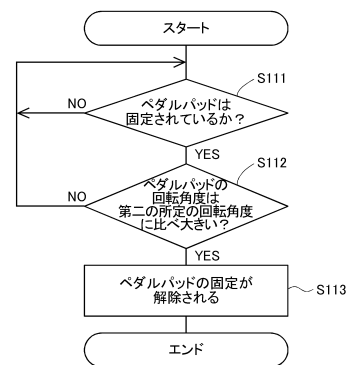 スタート
S111
ペダルパッドは
固定されているか？
NO
YES
S112
ペダルパッドの
回転角度は
第二の所定の回転角度
に比べ大きい？
NO
YES
ペダルパッドの固定が
解除される
S113
エンド